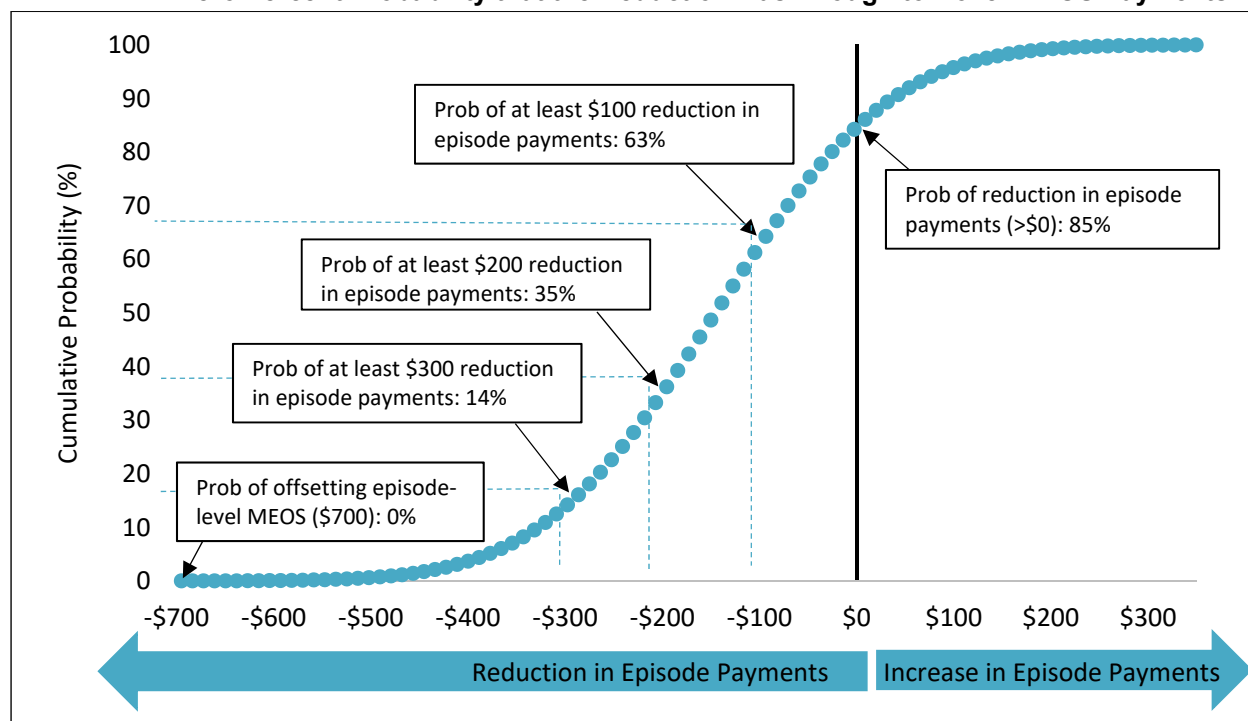 100
90
80
70
60
50
40
30
20
10
0
Cumulative Probability (%)
Prob of at least $100 reduction in
episode payments: 63%
Prob of reduction in episode
payments (>$0): 85%
Prob of at least $200 reduction
in episode payments: 35%
Prob of at least $300 reduction
in episode payments: 14%
Prob of offsetting episode-
level MEOS ($700): 0%
-$700 -$600 -$500 -$400 -$300 -$200 -$100 $0 $100 $200 $300
Reduction in Episode Payments
Increase in Episode Payments